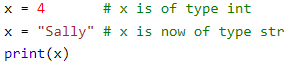 x = 4       # x is of type int
x = "Sally" # x is now of type str
print(x)